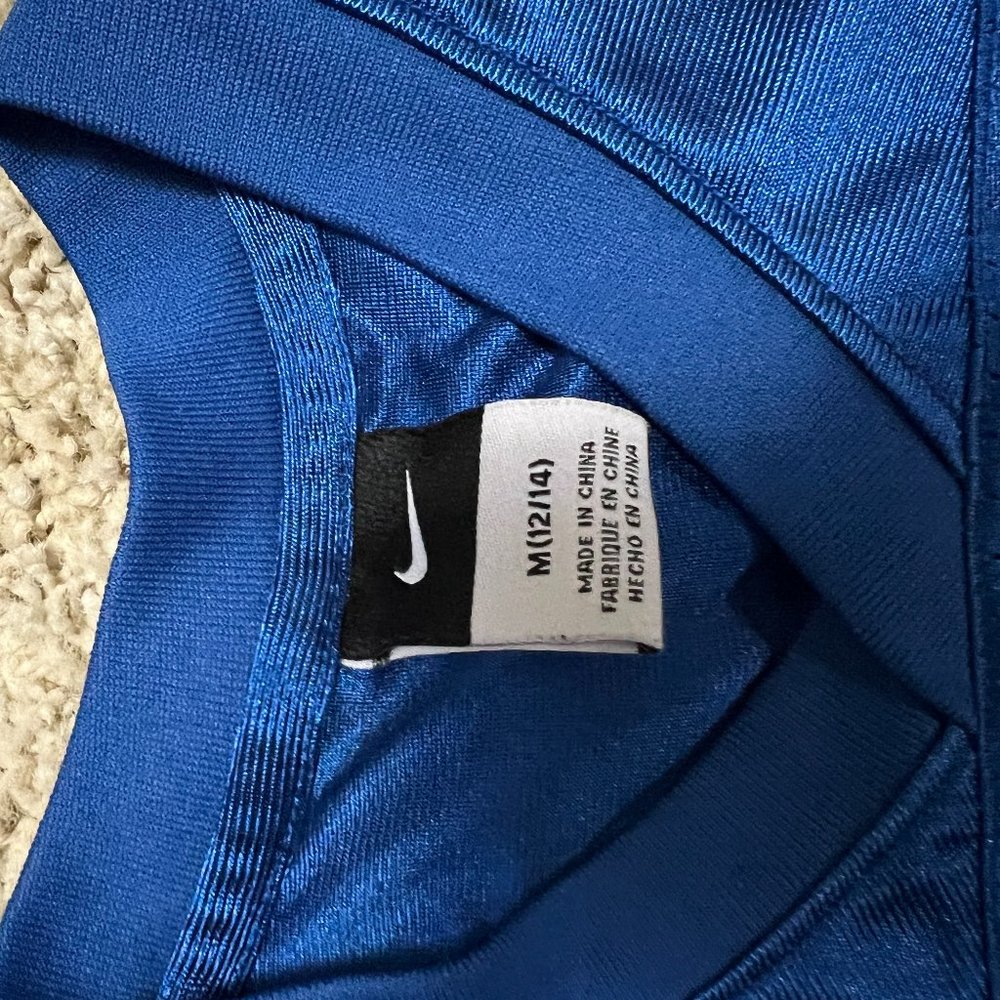 M(12/14)
MADE IN CHINA
FABRIQUE EN CHINE
HECHO EN CHINA